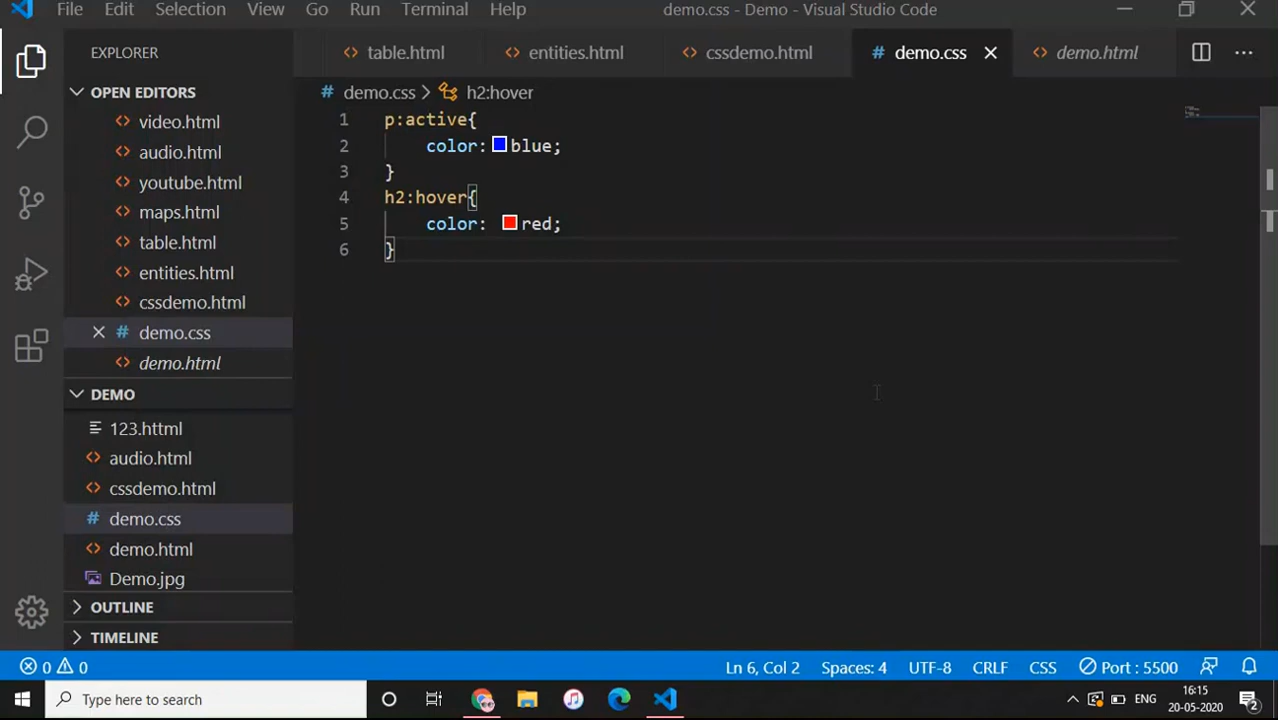 File Edit Selection View Go Run Terminal Help demo.css - Demo - Visual Studio Code
EXPLORER
table.html entities.html cssdemo.html demo.css demo.html
OPEN EDITORS
video.html
audio.html
youtube.html
maps.html
table.html
entities.html
cssdemo.html
demo.css
demo.html
DEMO
123.httml
audio.html
cssdemo.html
demo.css
demo.html
Demo.jpg
OUTLINE
TIMELINE
demo.css > h2:hover
1 p:active{
2 color: blue;
3 }
4 h2:hover{
5 color: red;
6 }
0 0 Ln 6, Col 2 Spaces: 4 UTF-8 CRLF CSS Port : 5500
Type here to search ENG 16:15
20-05-2020 2